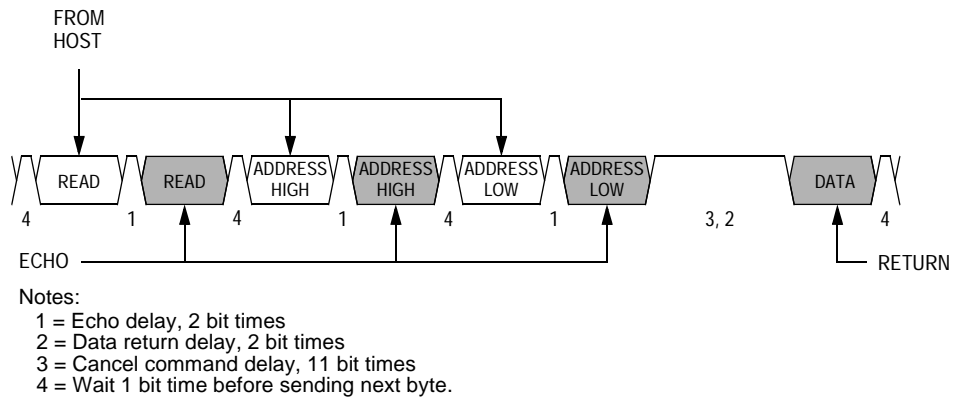 FROM
HOST
READ
READ
ADDRESS
HIGH
ADDRESS
HIGH
ADDRESS
LOW
ADDRESS
LOW
DATA
4
1
4
1
4
1
3, 2
4
ECHO
RETURN
Notes:
1 = Echo delay, 2 bit times
2 = Data return delay, 2 bit times
3 = Cancel command delay, 11 bit times
4 = Wait 1 bit time before sending next byte.